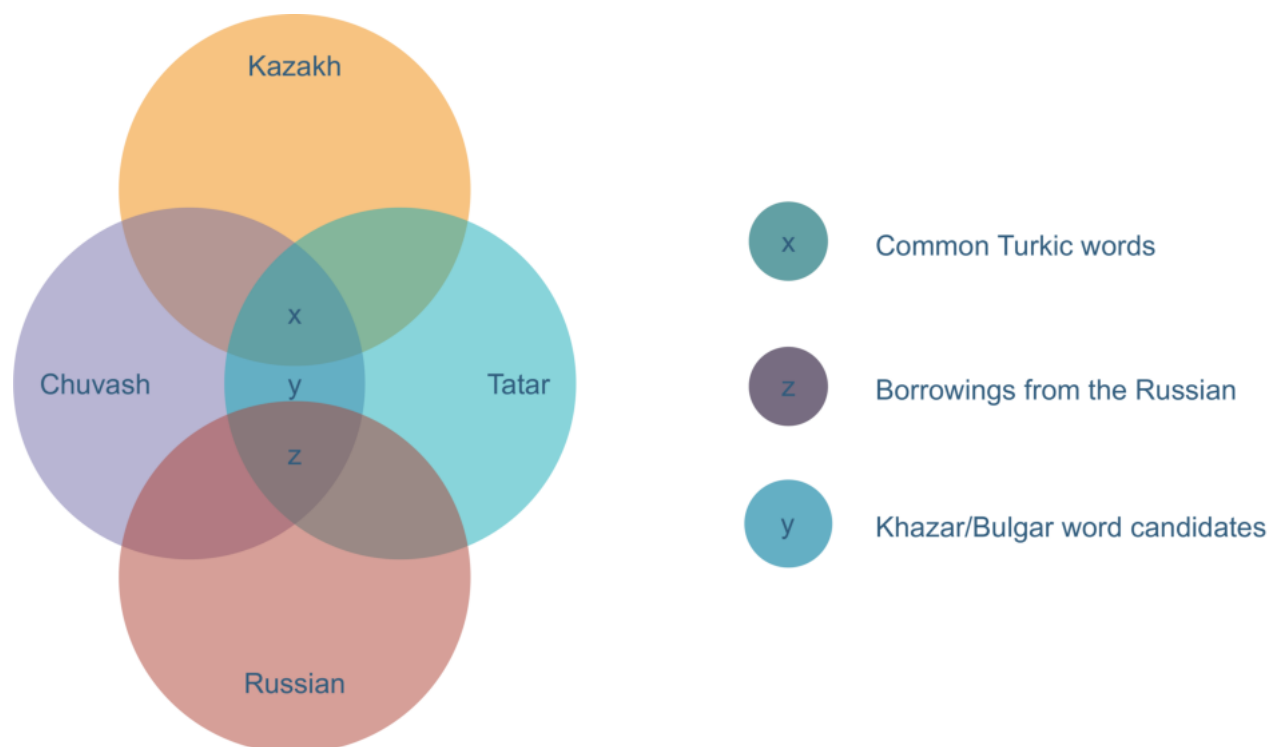 Kazakh
x
Chuvash
y
Tatar
z
Russian
x Common Turkic words
z Borrowings from the Russian
y Khazar/Bulgar word candidates